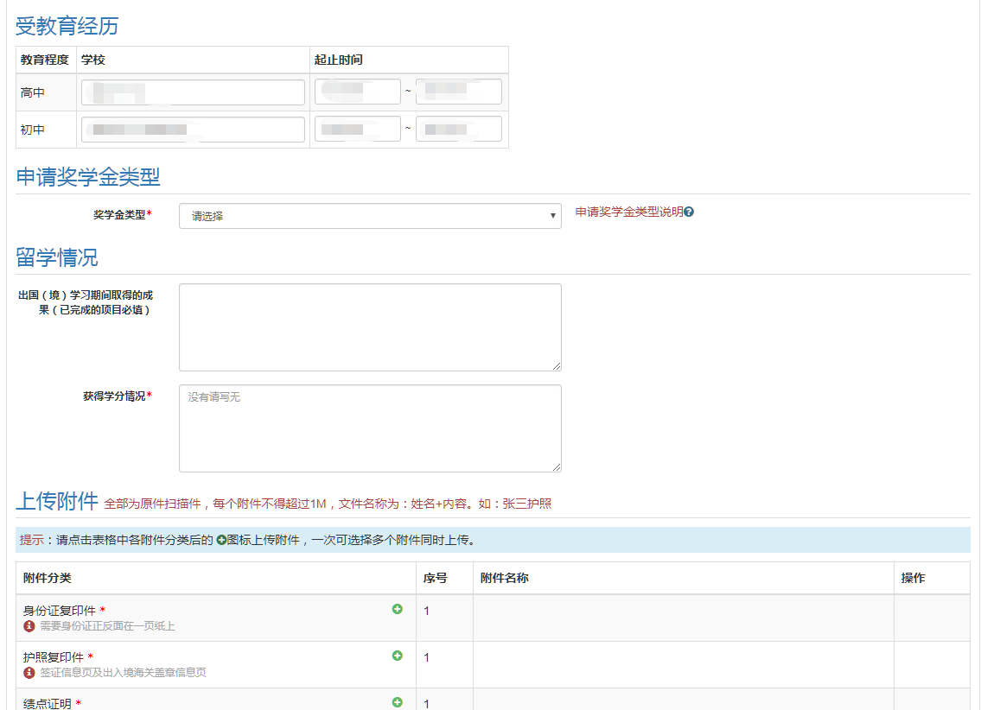 受教育经历
教育程度 学校 起止时间
高中 ~
初中 ~
申请奖学金类型
奖学金类型* 请选择 申请奖学金类型说明
留学情况
出国（境）学习期间取得的成
果（已完成的项目必填）
获得学分情况* 没有请写无
上传附件 全部为原件扫描件，每个附件不得超过1M，文件名称为：姓名+内容。如：张三护照
提示：请点击表格中各附件分类后的 图标上传附件，一次可选择多个附件同时上传。
附件分类 序号 附件名称 操作
身份证复印件 * 1
需要身份证正反面在一页纸上
护照复印件 * 1
签证信息页及出入境海关盖章信息页
绩点证明 * 1